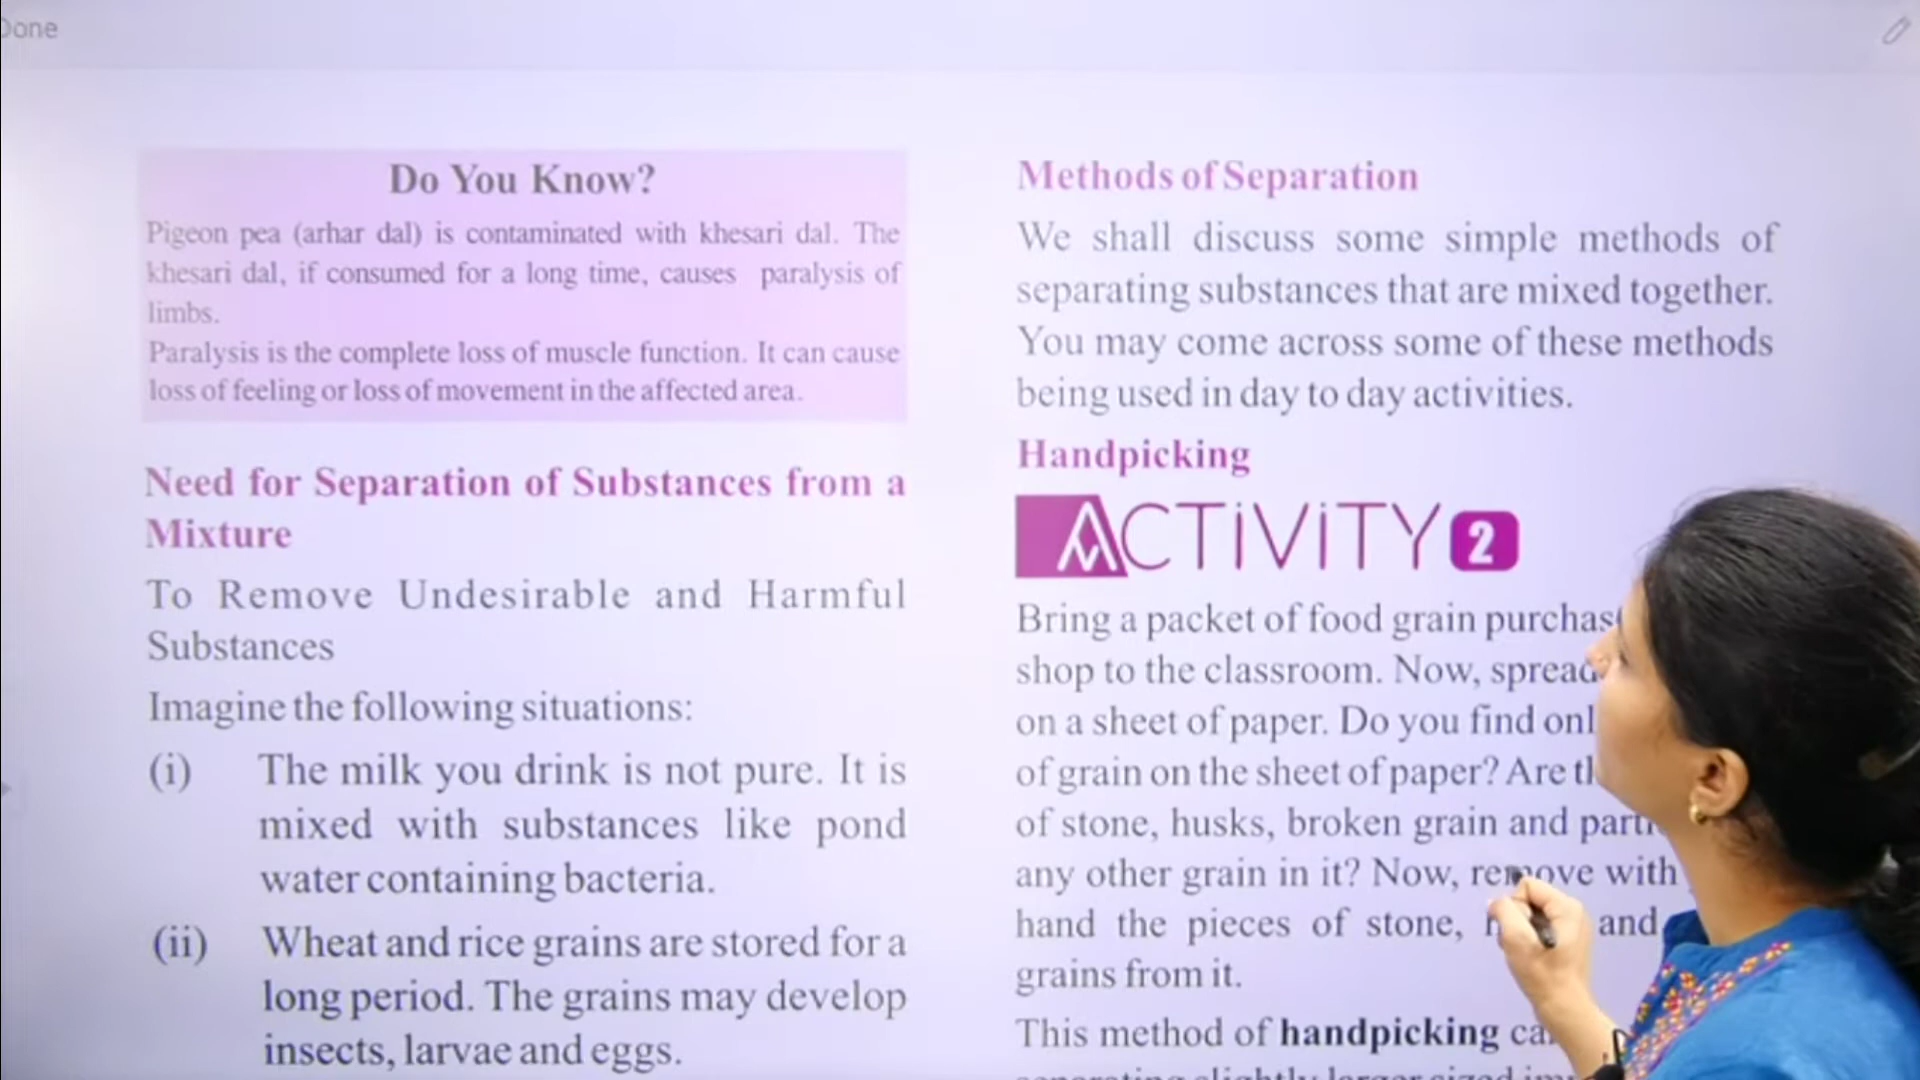 Done
Do You Know?
Pigeon pea (arhar dal) is contaminated with khesari dal. The
khesari dal, if consumed for a long time, causes paralysis of
limbs.
Paralysis is the complete loss of muscle function. It can cause
loss of feeling or loss of movement in the affected area.
Need for Separation of Substances from a
Mixture
To Remove Undesirable and Harmful
Substances
Imagine the following situations:
(i) The milk you drink is not pure. It is
mixed with substances like pond
water containing bacteria.
(ii) Wheat and rice grains are stored for a
long period. The grains may develop
insects, larvae and eggs.
Methods of Separation
We shall discuss some simple methods of
separating substances that are mixed together.
You may come across some of these methods
being used in day to day activities.
Handpicking
ACTiViTY 2
Bring a packet of food grain
shop to the classroom. Now, spread
on a sheet of paper. Do you find
of grain on the sheet of paper? Are
of stone, husks, broken grain and
any other grain in it? Now, remove with
hand the pieces of stone, and
grains from it.
This method of handpicking
separating slightly larger sized